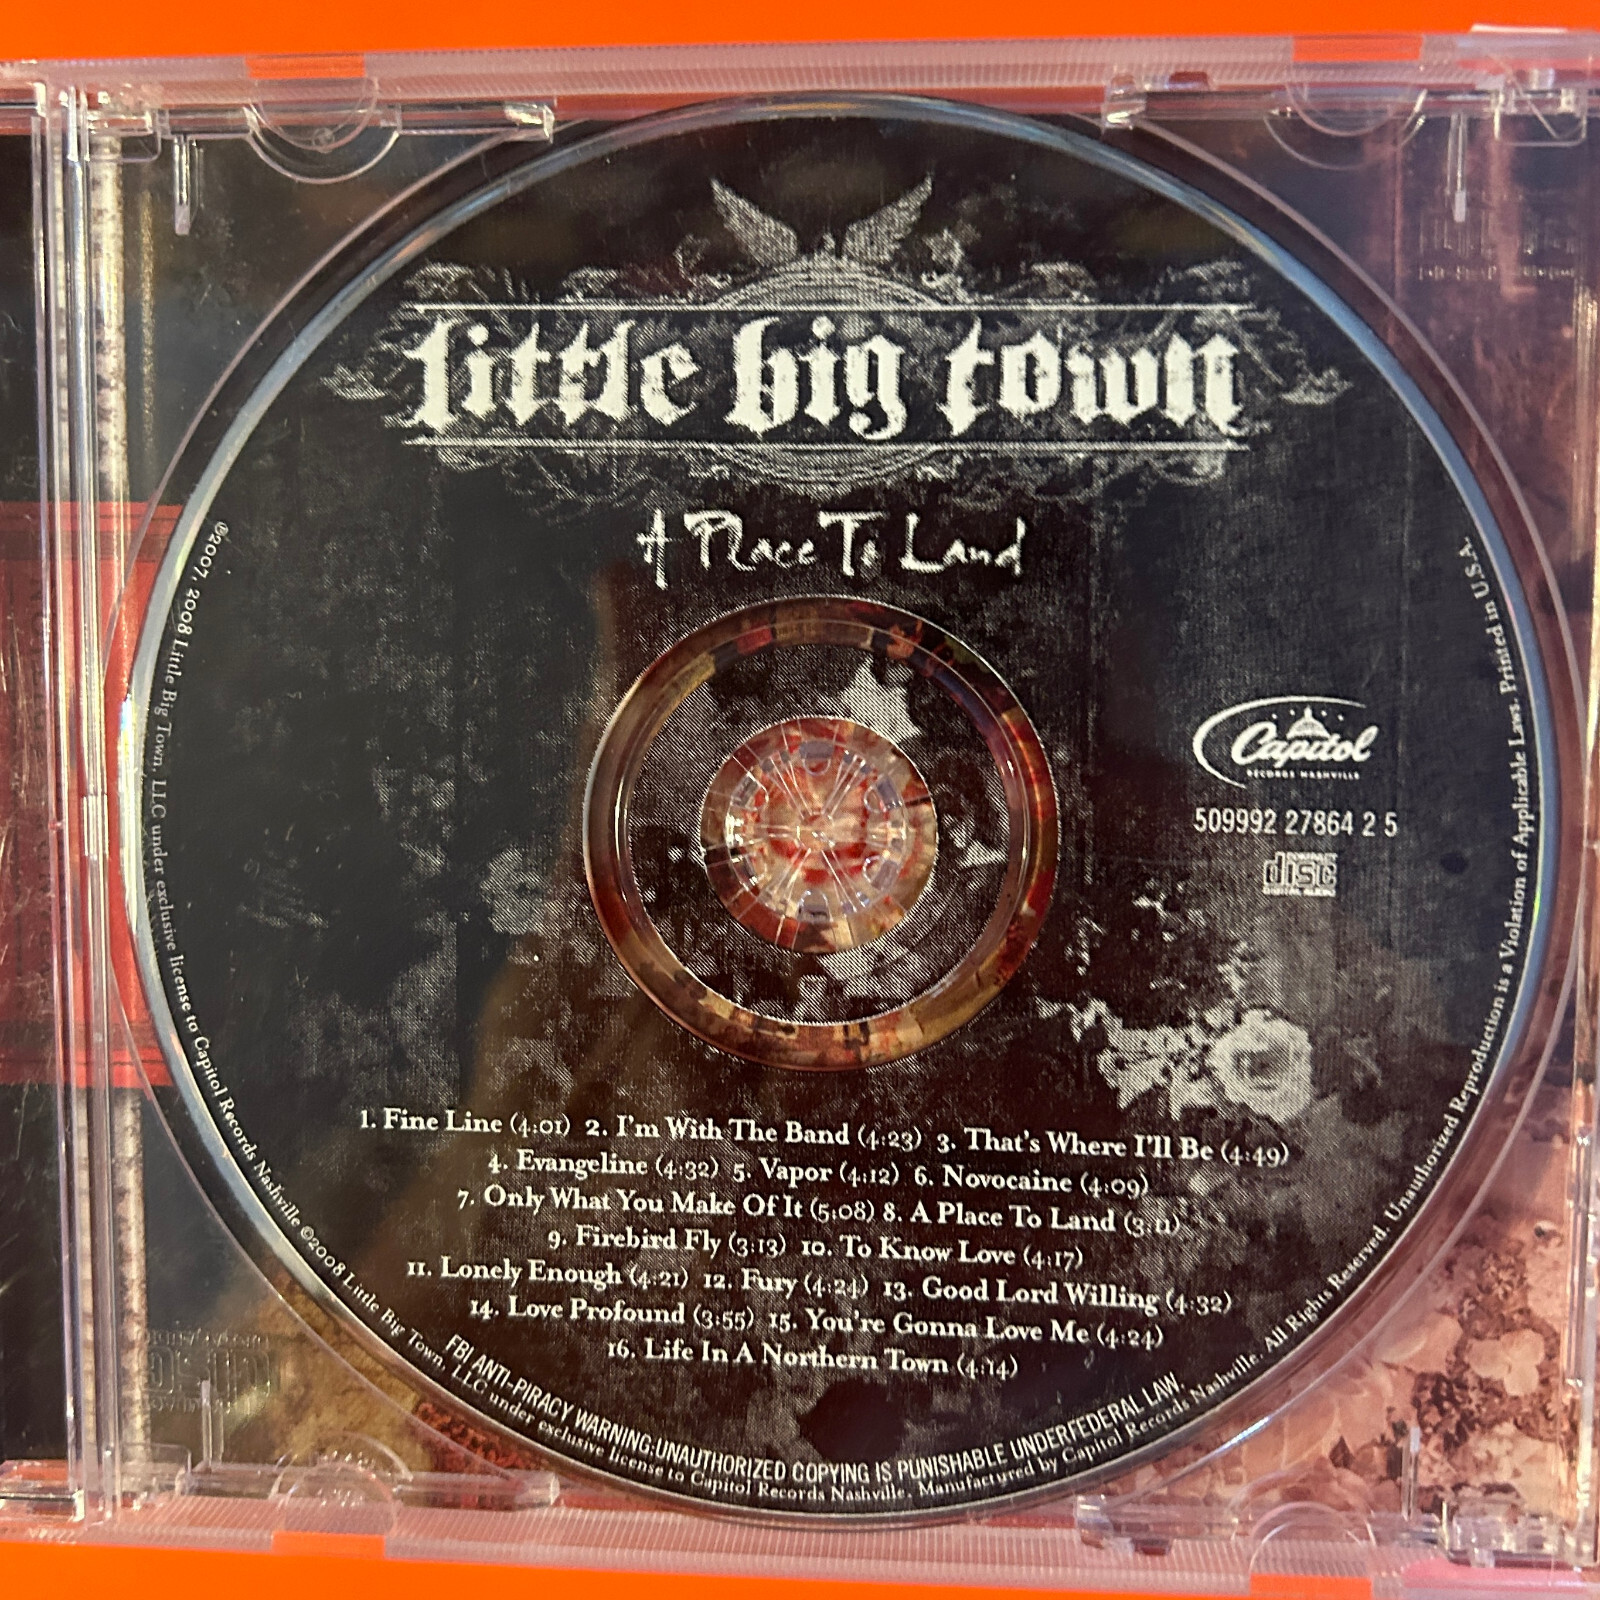 little big town
A Place To Land
Capitol
RECORDS NASHVILLE
509992 27864 2 5
COMPACT
disc
DIGITAL AUDIO
1. Fine Line (4:01) 2. I'm With The Band (4:23) 3. That's Where I'll Be (4:49)
4. Evangeline (4:32) 5. Vapor (4:12) 6. Novocaine (4:09)
7. Only What You Make Of It (5:08) 8. A Place To Land (3:11)
9. Firebird Fly (3:13) 10. To Know Love (4:17)
11. Lonely Enough (4:21) 12. Fury (4:24) 13. Good Lord Willing (4:32)
14. Love Profound (3:55) 15. You're Gonna Love Me (4:24)
16. Life In A Northern Town (4:14)
FBI ANTI-PIRACY WARNING:UNAUTHORIZED COPYING IS PUNISHABLE UNDERFEDERAL LAW.
℗2007, 2008 Little Big Town, LLC under exclusive license to Capitol Records Nashville ©2008 Little Big Town, LLC under exclusive license to Capitol Records Nashville. Manufactured by Capitol Records Nashville. All Rights Reserved. Unauthorized Reproduction is a Violation of Applicable Laws. Printed in U.S.A.